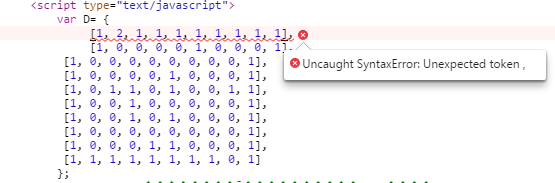 <script type="text/javascript">
var D= {
[1, 2, 1, 1, 1, 1, 1, 1, 1, 1],
[1, 0, 0, 0, 0, 1, 0, 0, 0, 1],
Uncaught SyntaxError: Unexpected token ,
[1, 0, 0, 0, 0, 0, 0, 0, 0, 1],
[1, 0, 0, 0, 0, 1, 0, 0, 0, 1],
[1, 0, 1, 1, 0, 1, 0, 0, 1, 1],
[1, 0, 0, 1, 0, 1, 0, 0, 0, 1],
[1, 0, 0, 1, 0, 0, 0, 0, 0, 1],
[1, 0, 0, 0, 0, 0, 0, 0, 0, 1],
[1, 0, 0, 0, 1, 1, 0, 0, 0, 1],
[1, 1, 1, 1, 1, 1, 1, 1, 0, 1]
};